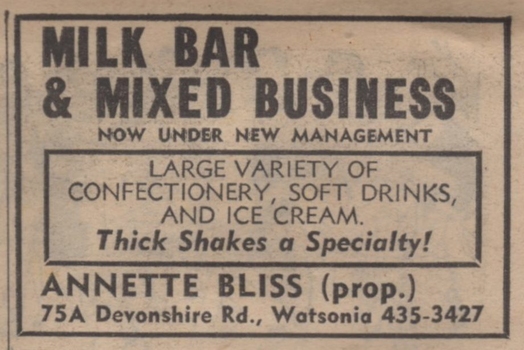 MILK BAR
& MIXED BUSINESS
NOW UNDER NEW MANAGEMENT
LARGE VARIETY OF
CONFECTIONERY, SOFT DRINKS,
AND ICE CREAM.
Thick Shakes a Specialty!
ANNETTE BLISS (prop.)
75A Devonshire Rd., Watsonia 435-3427